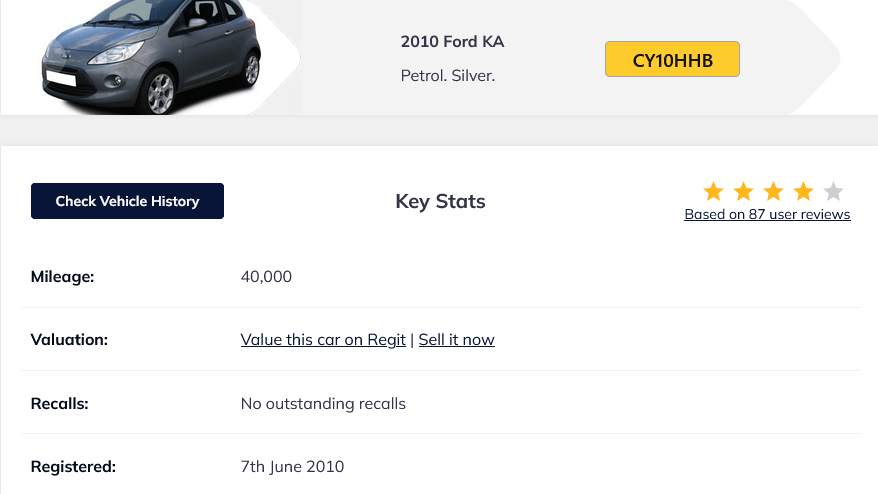 2010 Ford KA
Petrol. Silver.
CY10HHB
Check Vehicle History
Key Stats
Based on 87 user reviews
Mileage: 40,000
Valuation: Value this car on Regit | Sell it now
Recalls: No outstanding recalls
Registered: 7th June 2010